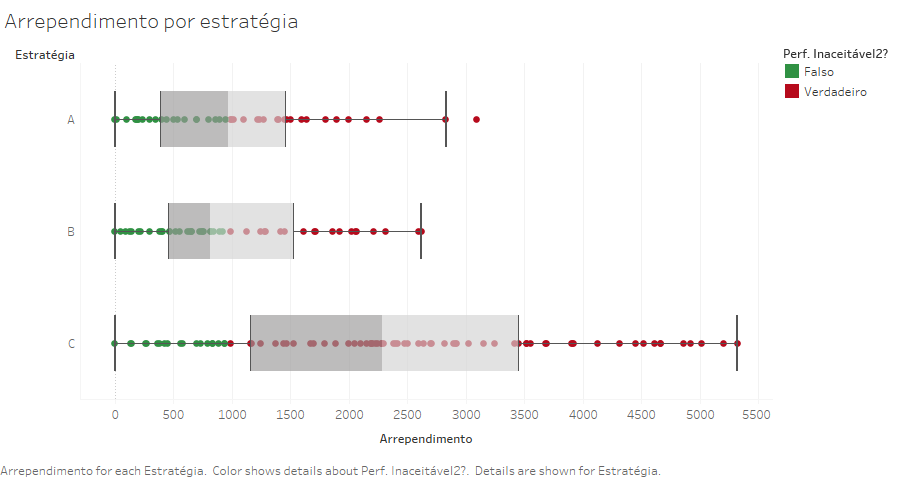 Arrependimento por estratégia
Estratégia
Perf. Inaceitável2?
Falso
Verdadeiro
A
B
C
0 500 1000 1500 2000 2500 3000 3500 4000 4500 5000 5500
Arrependimento
Arrependimento for each Estratégia. Color shows details about Perf. Inaceitável2?. Details are shown for Estratégia.